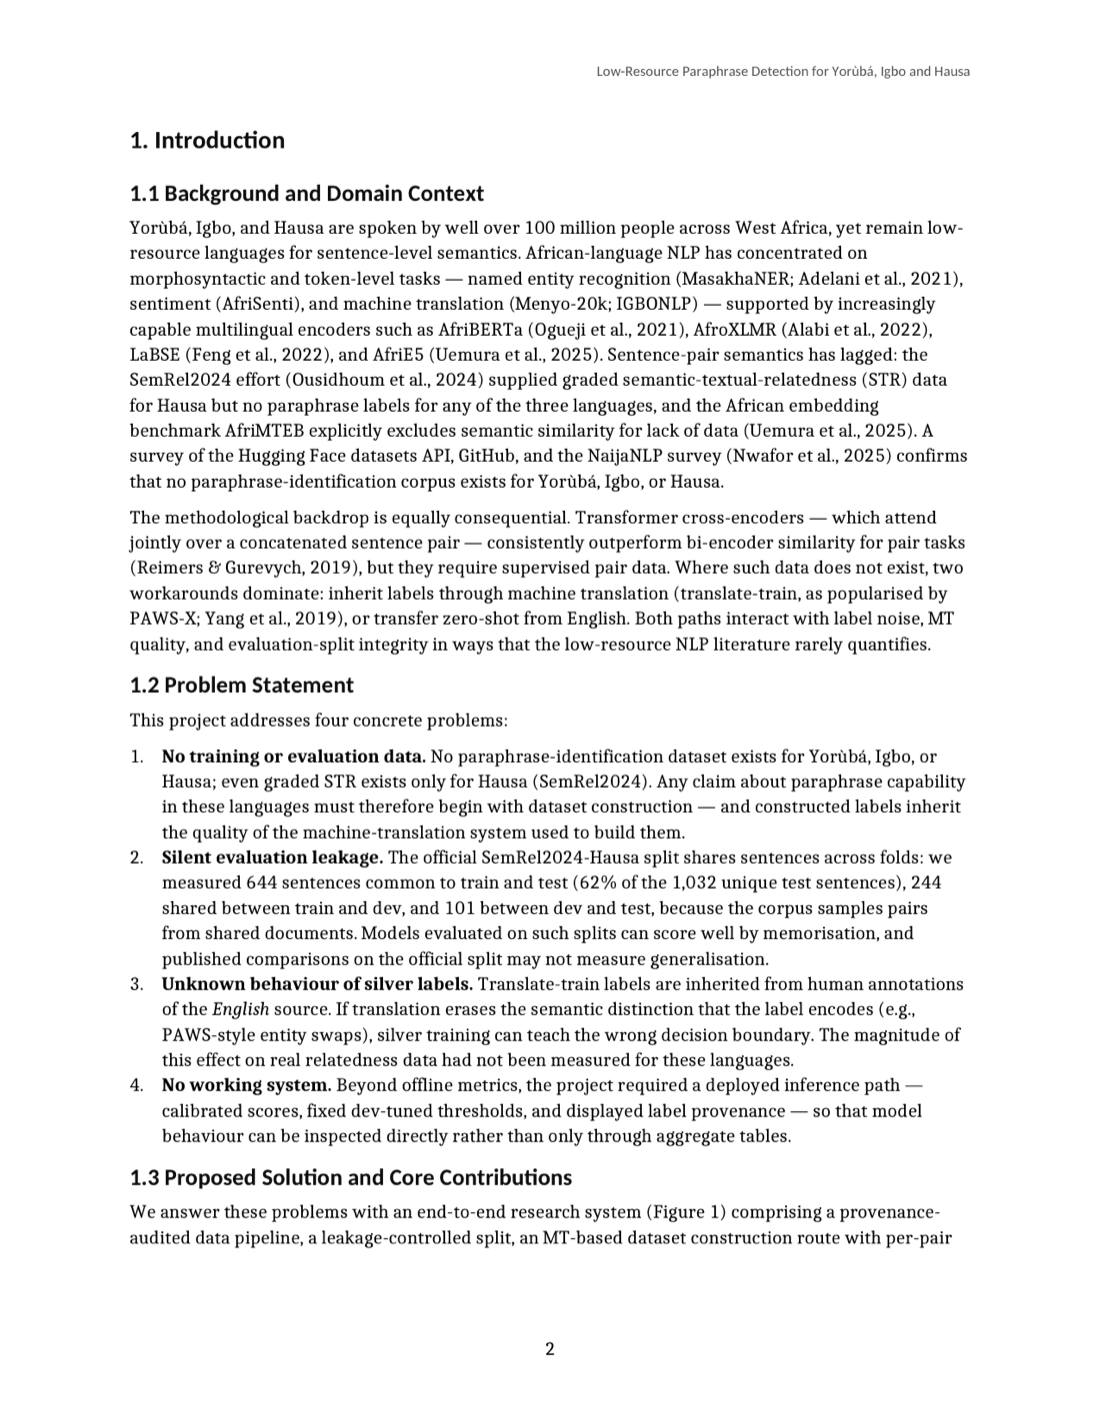 Low-Resource Paraphrase Detection for Yorùbá, Igbo and Hausa
1. Introduction
1.1 Background and Domain Context
Yorùbá, Igbo, and Hausa are spoken by well over 100 million people across West Africa, yet remain low-
resource languages for sentence-level semantics. African-language NLP has concentrated on
morphosyntactic and token-level tasks — named entity recognition (MasakhaNER; Adelani et al., 2021),
sentiment (AfriSenti), and machine translation (Menyo-20k; IGBONLP) — supported by increasingly
capable multilingual encoders such as AfriBERTa (Ogueji et al., 2021), AfroXLMR (Alabi et al., 2022),
LaBSE (Feng et al., 2022), and AfriE5 (Uemura et al., 2025). Sentence-pair semantics has lagged: the
SemRel2024 effort (Ousidhoum et al., 2024) supplied graded semantic-textual-relatedness (STR) data
for Hausa but no paraphrase labels for any of the three languages, and the African embedding
benchmark AfriMTEB explicitly excludes semantic similarity for lack of data (Uemura et al., 2025). A
survey of the Hugging Face datasets API, GitHub, and the NaijaNLP survey (Nwafor et al., 2025) confirms
that no paraphrase-identification corpus exists for Yorùbá, Igbo, or Hausa.
The methodological backdrop is equally consequential. Transformer cross-encoders — which attend
jointly over a concatenated sentence pair — consistently outperform bi-encoder similarity for pair tasks
(Reimers & Gurevych, 2019), but they require supervised pair data. Where such data does not exist, two
workarounds dominate: inherit labels through machine translation (translate-train, as popularised by
PAWS-X; Yang et al., 2019), or transfer zero-shot from English. Both paths interact with label noise, MT
quality, and evaluation-split integrity in ways that the low-resource NLP literature rarely quantifies.
1.2 Problem Statement
This project addresses four concrete problems:
1. No training or evaluation data. No paraphrase-identification dataset exists for Yorùbá, Igbo, or
Hausa; even graded STR exists only for Hausa (SemRel2024). Any claim about paraphrase capability
in these languages must therefore begin with dataset construction — and constructed labels inherit
the quality of the machine-translation system used to build them.
2. Silent evaluation leakage. The official SemRel2024-Hausa split shares sentences across folds: we
measured 644 sentences common to train and test (62% of the 1,032 unique test sentences), 244
shared between train and dev, and 101 between dev and test, because the corpus samples pairs
from shared documents. Models evaluated on such splits can score well by memorisation, and
published comparisons on the official split may not measure generalisation.
3. Unknown behaviour of silver labels. Translate-train labels are inherited from human annotations
of the English source. If translation erases the semantic distinction that the label encodes (e.g.,
PAWS-style entity swaps), silver training can teach the wrong decision boundary. The magnitude of
this effect on real relatedness data had not been measured for these languages.
4. No working system. Beyond offline metrics, the project required a deployed inference path —
calibrated scores, fixed dev-tuned thresholds, and displayed label provenance — so that model
behaviour can be inspected directly rather than only through aggregate tables.
1.3 Proposed Solution and Core Contributions
We answer these problems with an end-to-end research system (Figure 1) comprising a provenance-
audited data pipeline, a leakage-controlled split, an MT-based dataset construction route with per-pair
2